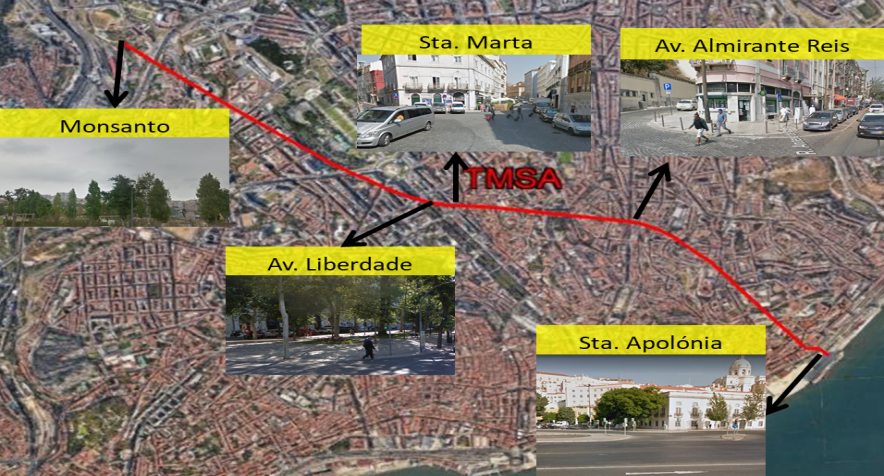 Sta. Marta
Av. Almirante Reis
Monsanto
TMSA
Av. Liberdade
Sta. Apolónia